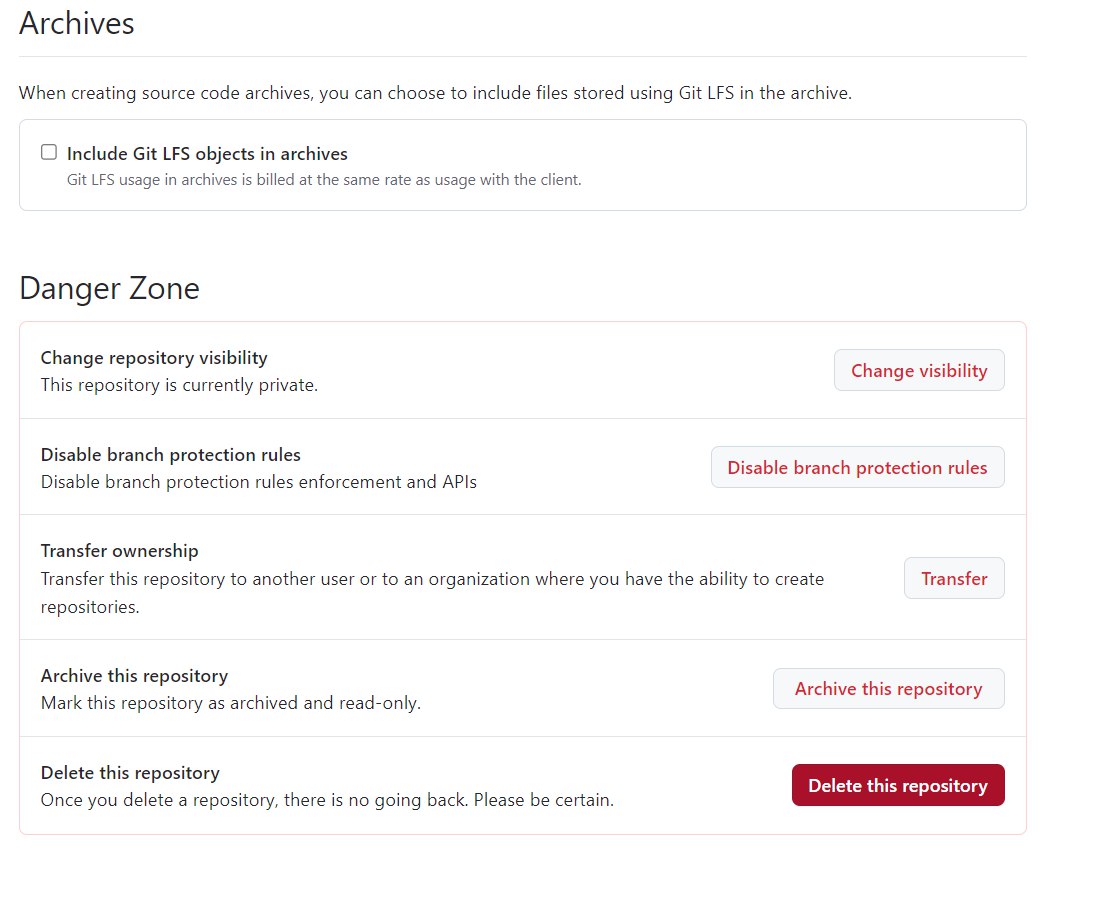 Archives
When creating source code archives, you can choose to include files stored using Git LFS in the archive.
Include Git LFS objects in archives
Git LFS usage in archives is billed at the same rate as usage with the client.
Danger Zone
Change repository visibility
This repository is currently private.
Change visibility
Disable branch protection rules
Disable branch protection rules enforcement and APIs
Disable branch protection rules
Transfer ownership
Transfer this repository to another user or to an organization where you have the ability to create
repositories.
Transfer
Archive this repository
Mark this repository as archived and read-only.
Archive this repository
Delete this repository
Once you delete a repository, there is no going back. Please be certain.
Delete this repository